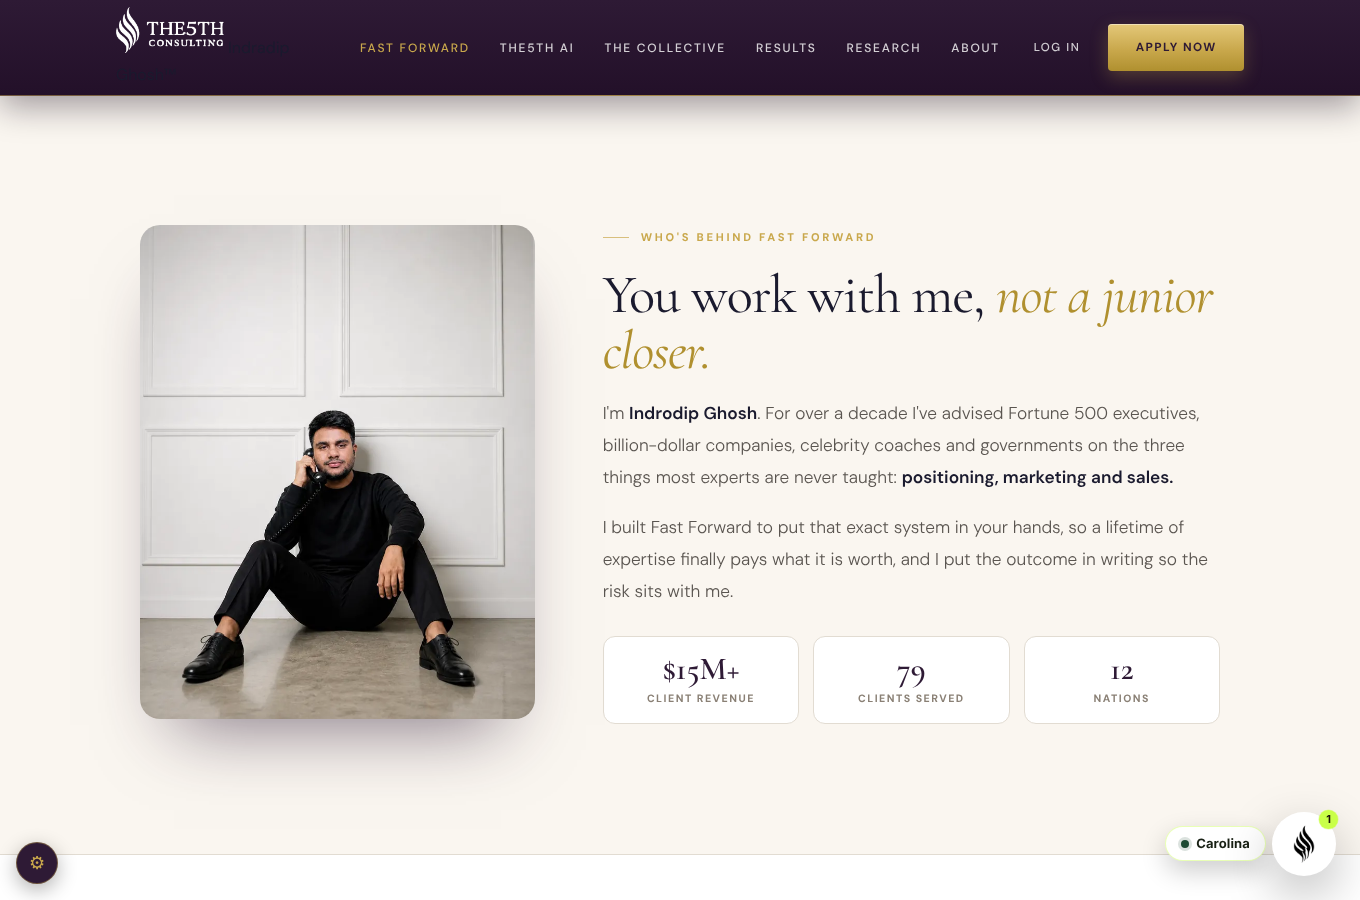 THE5TH
CONSULTING
FAST FORWARD
THE5TH AI
THE COLLECTIVE
RESULTS
RESEARCH
ABOUT
LOG IN
APPLY NOW
WHO'S BEHIND FAST FORWARD
You work with me, not a junior
closer.
I'm Indrodip Ghosh. For over a decade I've advised Fortune 500 executives,
billion-dollar companies, celebrity coaches and governments on the three
things most experts are never taught: positioning, marketing and sales.
I built Fast Forward to put that exact system in your hands, so a lifetime of
expertise finally pays what it is worth, and I put the outcome in writing so the
risk sits with me.
$15M+
CLIENT REVENUE
79
CLIENTS SERVED
12
NATIONS
Carolina
1